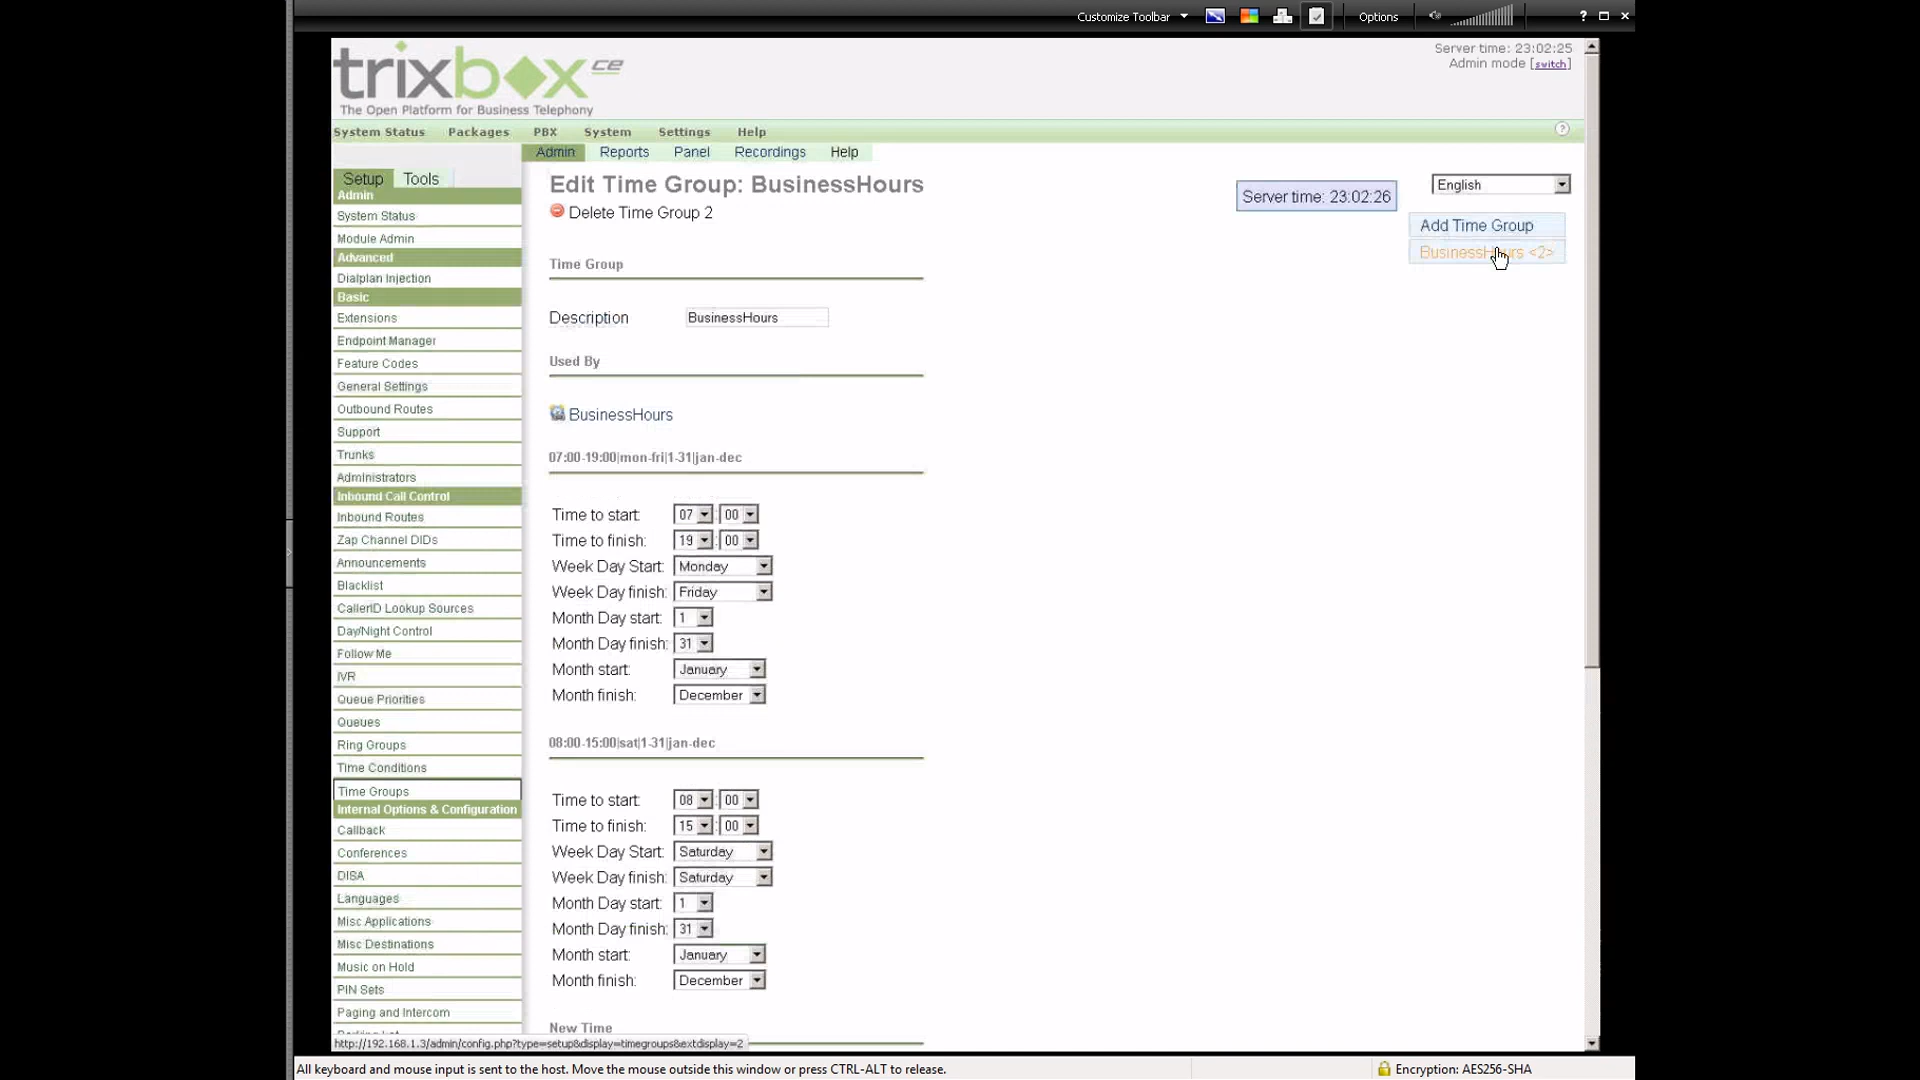 Customize Toolbar
Options
?
trixbox ce
The Open Platform for Business Telephony
Server time: 23:02:25
Admin mode [switch]
System Status Packages PBX System Settings Help
?
Admin Reports Panel Recordings Help
Setup Tools
Admin
System Status
Module Admin
Advanced
Dialplan Injection
Basic
Extensions
Endpoint Manager
Feature Codes
General Settings
Outbound Routes
Support
Trunks
Administrators
Inbound Call Control
Inbound Routes
Zap Channel DIDs
Announcements
Blacklist
CallerID Lookup Sources
Day/Night Control
Follow Me
IVR
Queue Priorities
Queues
Ring Groups
Time Conditions
Time Groups
Internal Options & Configuration
Callback
Conferences
DISA
Languages
Misc Applications
Misc Destinations
Music on Hold
PIN Sets
Paging and Intercom
Edit Time Group: BusinessHours
Delete Time Group 2
Server time: 23:02:26
English
Add Time Group
BusinessHours <2>
Time Group
Description BusinessHours
Used By
BusinessHours
07:00-19:00|mon-fri|1-31|jan-dec
Time to start: 07 : 00
Time to finish: 19 : 00
Week Day Start: Monday
Week Day finish: Friday
Month Day start: 1
Month Day finish: 31
Month start: January
Month finish: December
08:00-15:00|sat|1-31|jan-dec
Time to start: 08 : 00
Time to finish: 15 : 00
Week Day Start: Saturday
Week Day finish: Saturday
Month Day start: 1
Month Day finish: 31
Month start: January
Month finish: December
New Time
http://192.168.1.3/admin/config.php?type=setup&display=timegroups&extdisplay=2
All keyboard and mouse input is sent to the host. Move the mouse outside this window or press CTRL-ALT to release.
Encryption: AES256-SHA